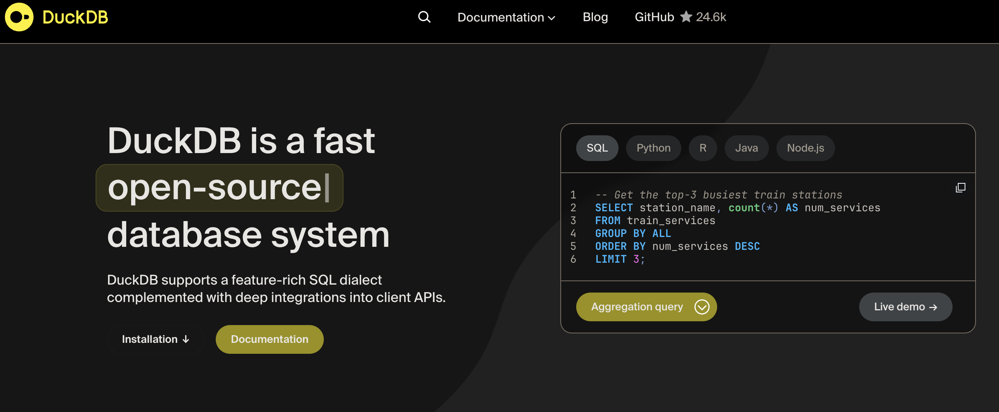 DuckDB
Documentation
Blog
GitHub ★ 24.6k
DuckDB is a fast
open-source|
database system
DuckDB supports a feature-rich SQL dialect
complemented with deep integrations into client APIs.
Installation ↓
Documentation
SQL
Python
R
Java
Node.js
1 -- Get the top-3 busiest train stations
2 SELECT station_name, count(*) AS num_services
3 FROM train_services
4 GROUP BY ALL
5 ORDER BY num_services DESC
6 LIMIT 3;
Aggregation query
Live demo →